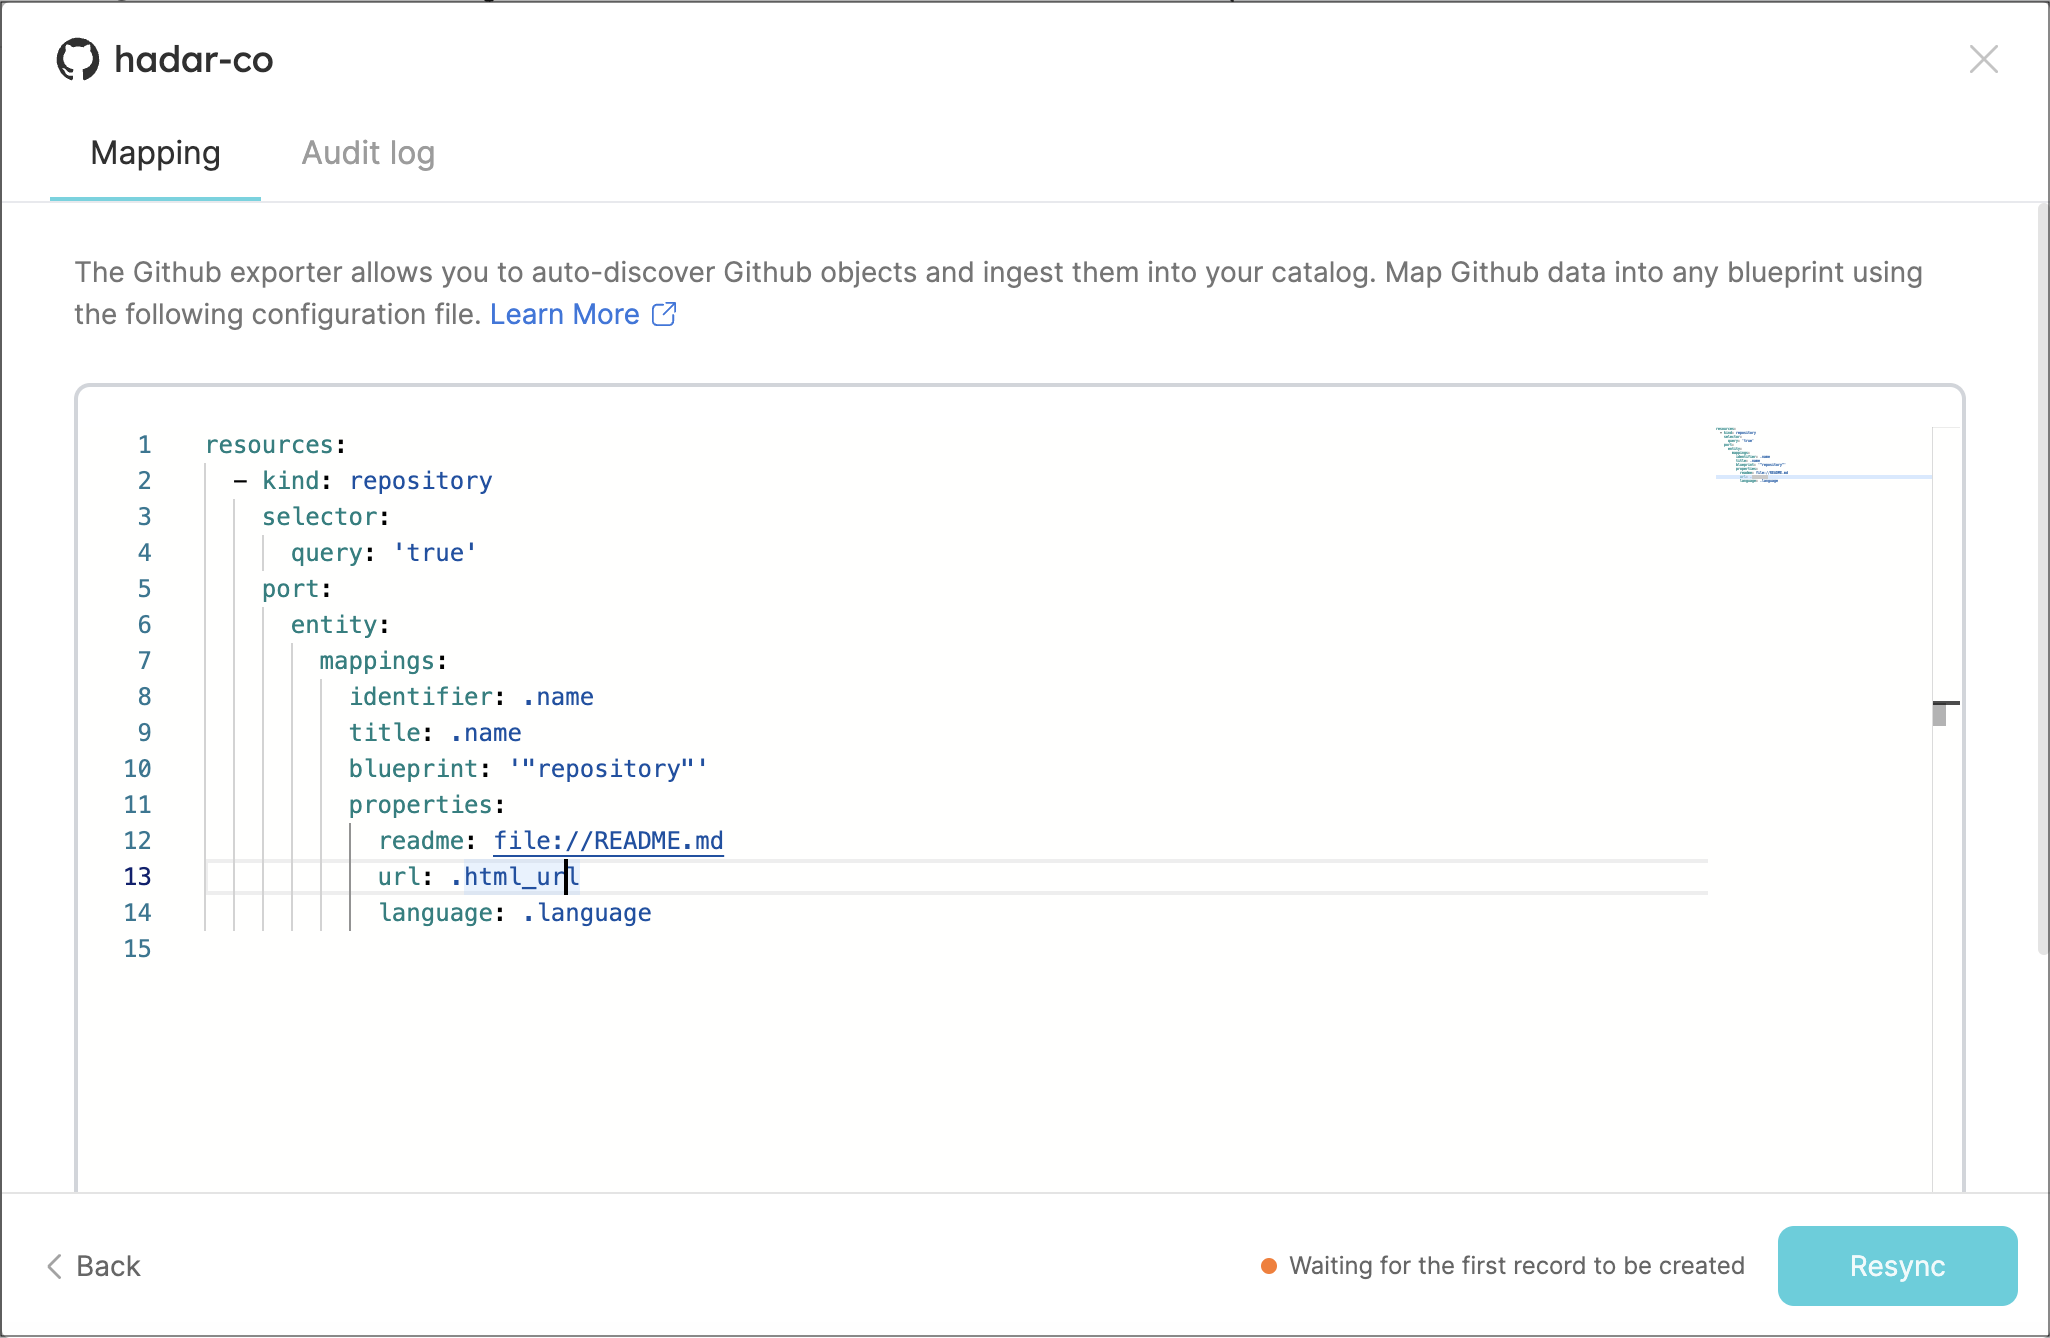 hadar-co
Mapping
Audit log
The Github exporter allows you to auto-discover Github objects and ingest them into your catalog. Map Github data into any blueprint using
the following configuration file. Learn More
1 resources:
2   - kind: repository
3     selector:
4       query: 'true'
5     port:
6       entity:
7         mappings:
8           identifier: .name
9           title: .name
10           blueprint: '"repository"'
11           properties:
12             readme: file://README.md
13             url: .html_url
14             language: .language
15
Back
Waiting for the first record to be created
Resync